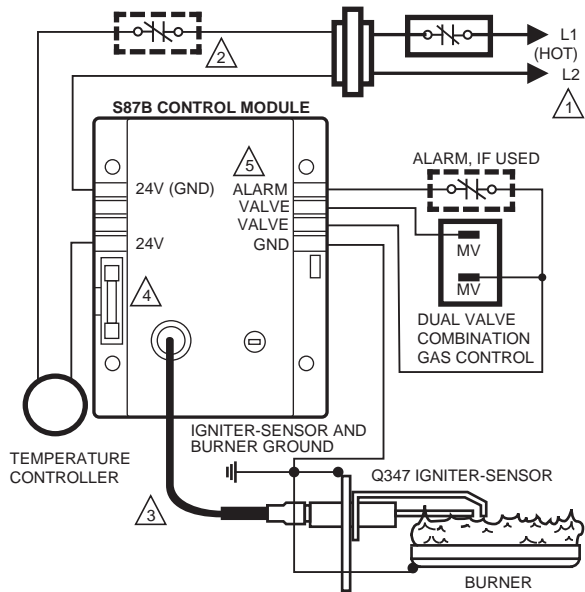 L1
(HOT)
L2
2
1
S87B CONTROL MODULE
5
ALARM, IF USED
24V (GND)
ALARM
VALVE
VALVE
24V
GND
MV
MV
4
DUAL VALVE
COMBINATION
GAS CONTROL
TEMPERATURE
CONTROLLER
IGNITER-SENSOR AND
BURNER GROUND
3
Q347 IGNITER-SENSOR
BURNER